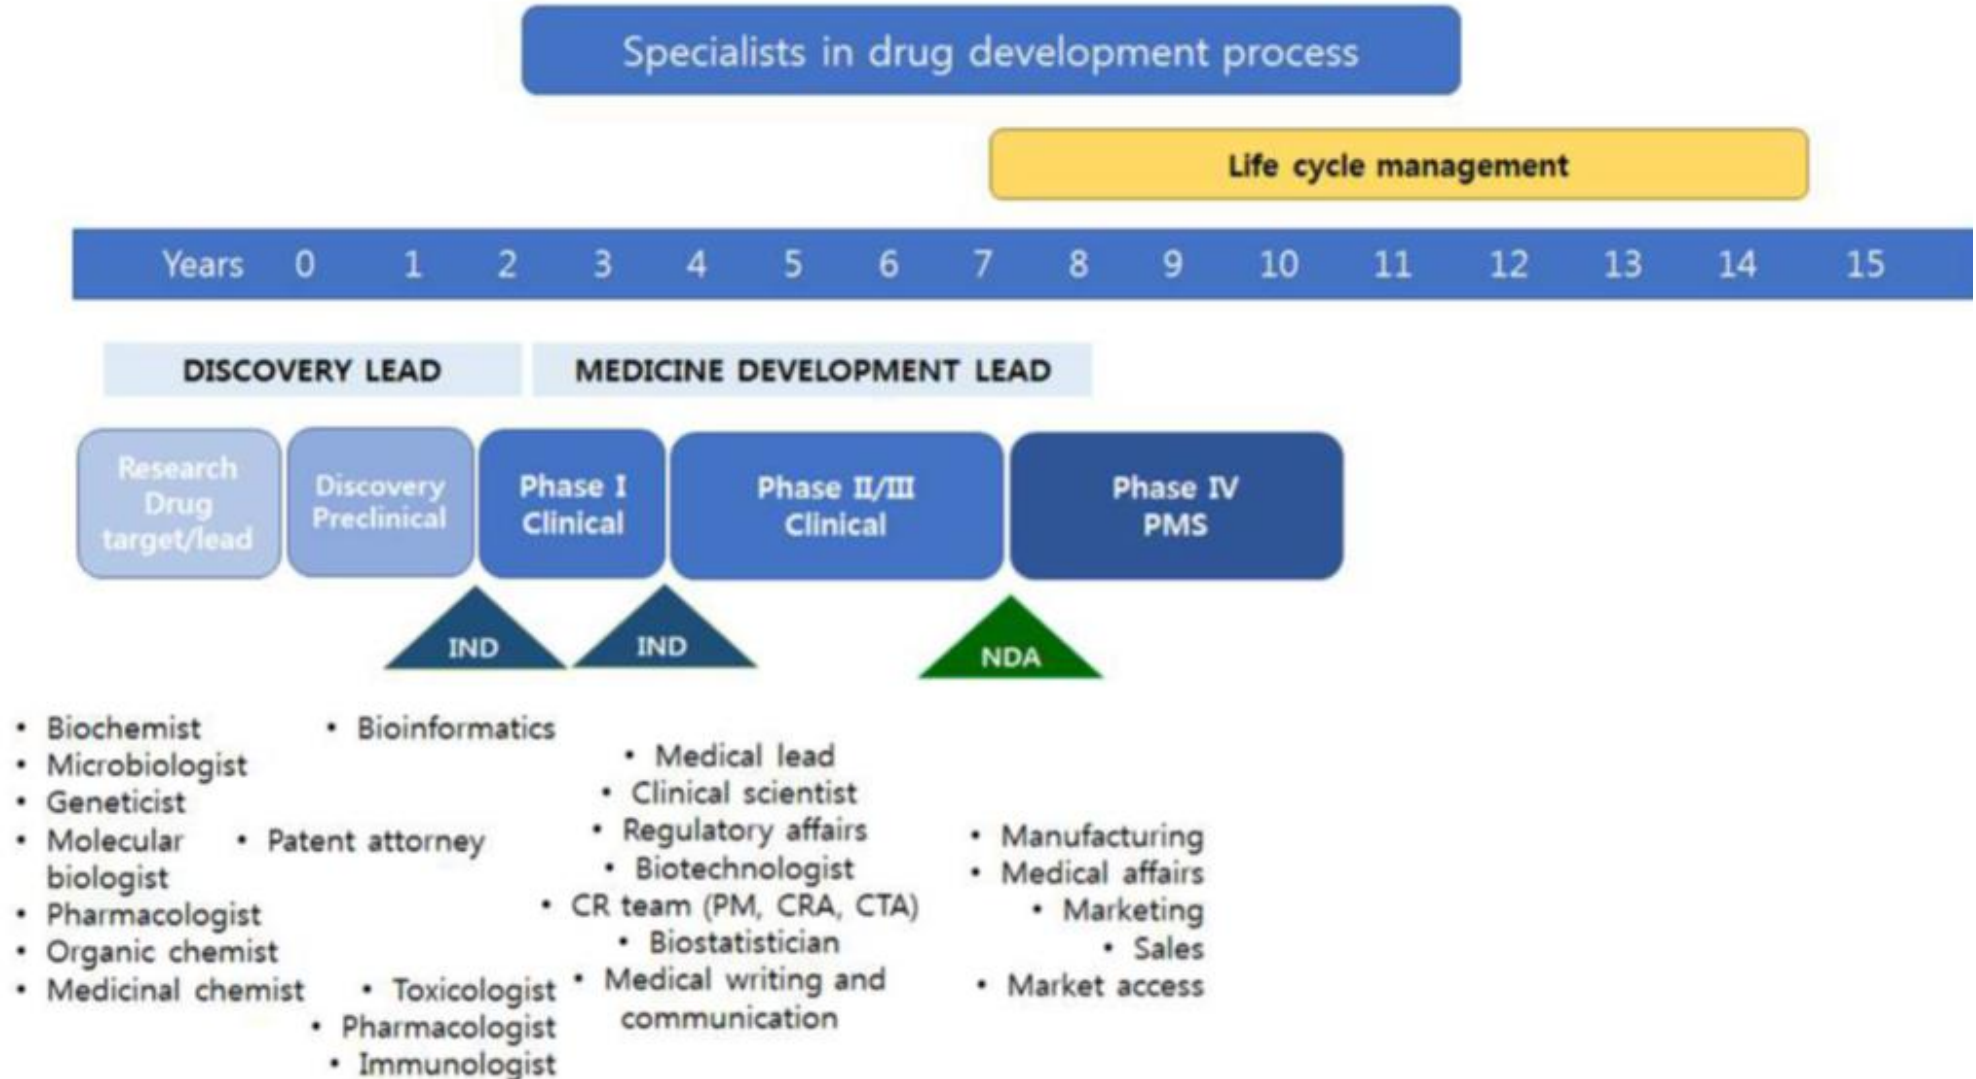 Specialists in drug development process
Life cycle management
Years 0 1 2 3 4 5 6 7 8 9 10 11 12 13 14 15
DISCOVERY LEAD
MEDICINE DEVELOPMENT LEAD
Research
Drug
target/lead
Discovery
Preclinical
Phase I
Clinical
Phase II/III
Clinical
Phase IV
PMS
IND
IND
NDA
• Biochemist
• Microbiologist
• Geneticist
• Molecular
biologist
• Pharmacologist
• Organic chemist
• Medicinal chemist
• Bioinformatics
• Patent attorney
• Toxicologist
• Pharmacologist
• Immunologist
• Medical lead
• Clinical scientist
• Regulatory affairs
• Biotechnologist
• CR team (PM, CRA, CTA)
• Biostatistician
• Medical writing and
communication
• Manufacturing
• Medical affairs
• Marketing
• Sales
• Market access